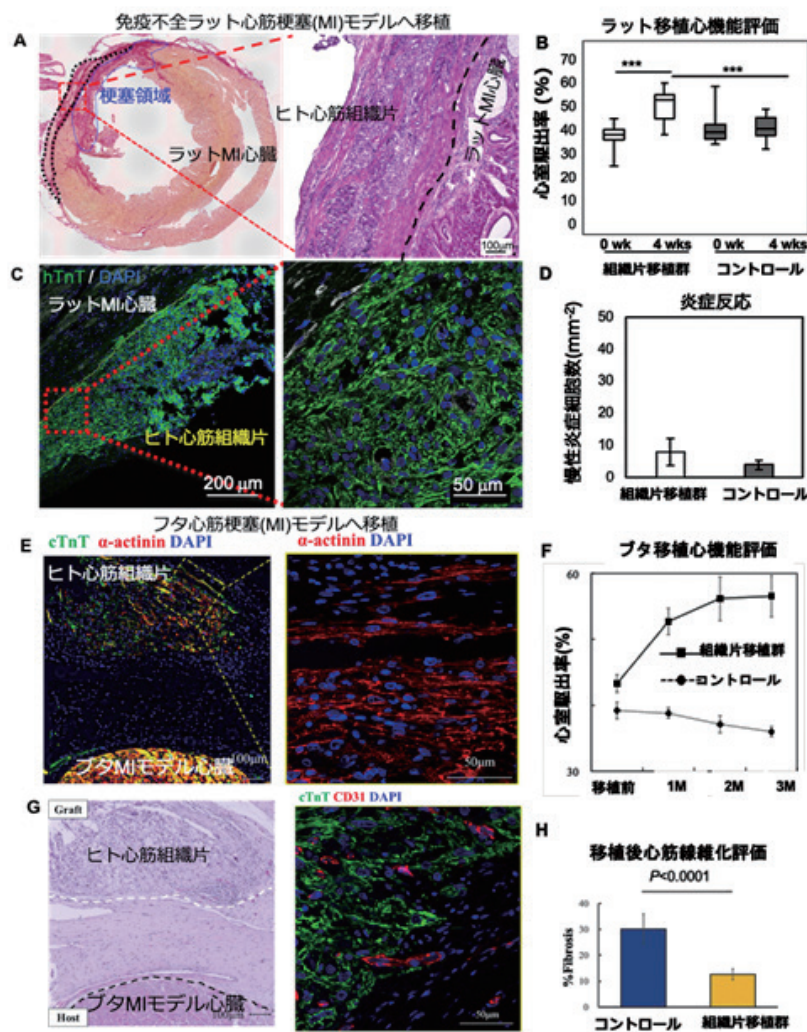 免疫不全ラット心筋梗塞(MI)モデルへ移植
A
梗塞領域
ラットMI心臓
ヒト心筋組織片
ラットMI心臓
100μm
B
ラット移植心機能評価
心室駆出率 (%)
70
60
50
40
30
20
10
0
***
***
0 wk
4 wks
0 wk
4 wks
組織片移植群
コントロール
C
hTnT / DAPI
ラットMI心臓
ヒト心筋組織片
200 μm
50 μm
D
炎症反応
慢性炎症細胞数(mm-2)
50
40
30
20
10
0
組織片移植群
コントロール
ブタ心筋梗塞(MI)モデルへ移植
E
cTnT α-actinin DAPI
ヒト心筋組織片
ブタMIモデル心臓
100μm
α-actinin DAPI
50μm
F
ブタ移植心機能評価
心室駆出率(%)
60
30
組織片移植群
コントロール
移植前
1M
2M
3M
G
Graft
ヒト心筋組織片
ブタMIモデル心臓
Host
100μm
cTnT CD31 DAPI
50μm
H
移植後心筋線維化評価
P<0.0001
%Fibrosis
40
30
20
10
0
コントロール
組織片移植群